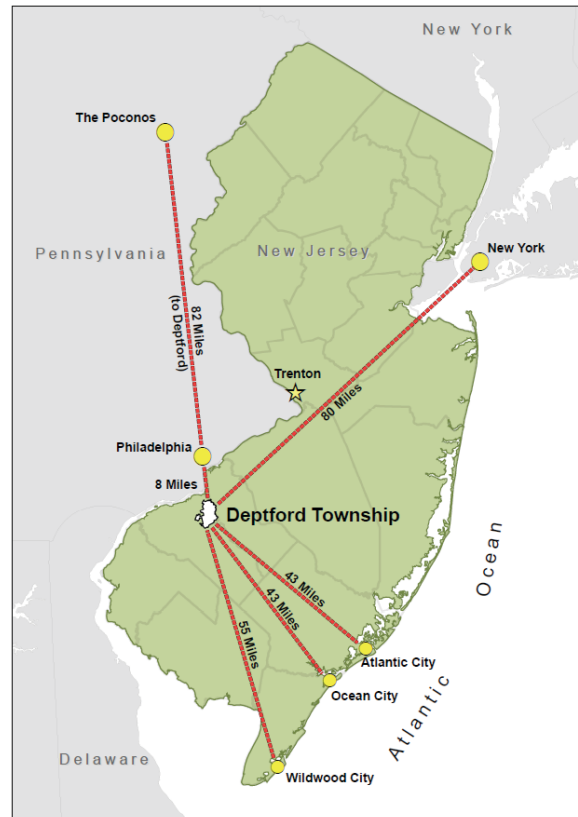 New York
The Poconos
Pennsylvania
New Jersey
New York
82 Miles
(to Deptford)
Trenton
80 Miles
Philadelphia
8 Miles
Deptford Township
Ocean
43 Miles
43 Miles
55 Miles
Atlantic City
Ocean City
Atlantic
Delaware
Wildwood City